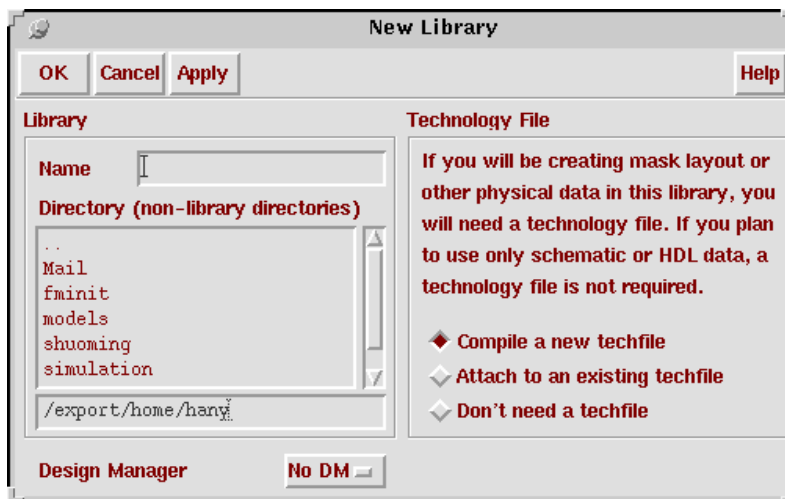 New Library
OK Cancel Apply Help
Library
Name
Directory (non-library directories)
..
Mail
fminit
models
shuoming
simulation
/export/home/hany
Design Manager No DM
Technology File
If you will be creating mask layout or
other physical data in this library, you
will need a technology file. If you plan
to use only schematic or HDL data, a
technology file is not required.
Compile a new techfile
Attach to an existing techfile
Don't need a techfile